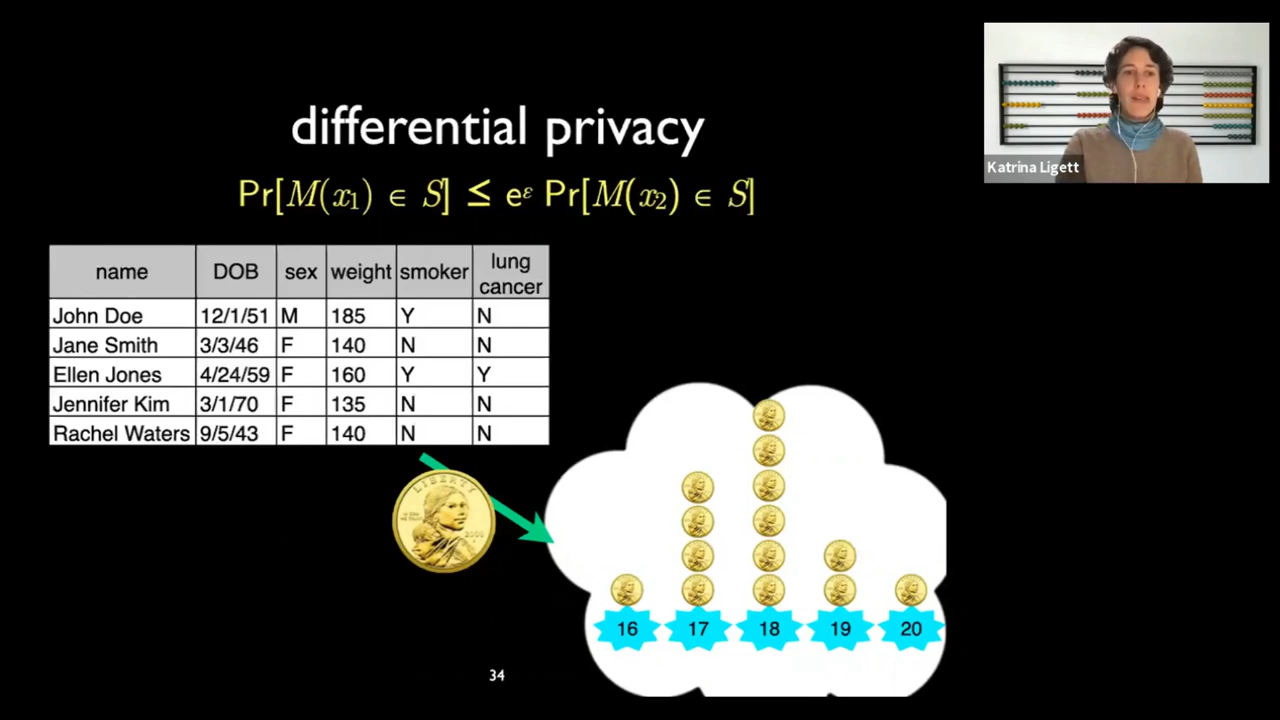 differential privacy
Pr[M(x₁) ∈ S] ≤ e^ε Pr[M(x₂) ∈ S]
Katrina Ligett
name DOB sex weight smoker lung cancer
John Doe 12/1/51 M 185 Y N
Jane Smith 3/3/46 F 140 N N
Ellen Jones 4/24/59 F 160 Y Y
Jennifer Kim 3/1/70 F 135 N N
Rachel Waters 9/5/43 F 140 N N
LIBERTY
16 17 18 19 20
34